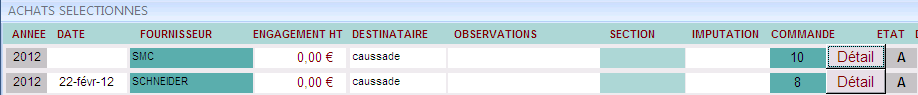 ACHATS SELECTIONNES
ANNEE DATE FOURNISSEUR ENGAGEMENT HT DESTINATAIRE OBSERVATIONS SECTION IMPUTATION COMMANDE ETAT
2012 SMC 0,00 € caussade 10 Détail A
2012 22-févr-12 SCHNEIDER 0,00 € caussade 8 Détail A